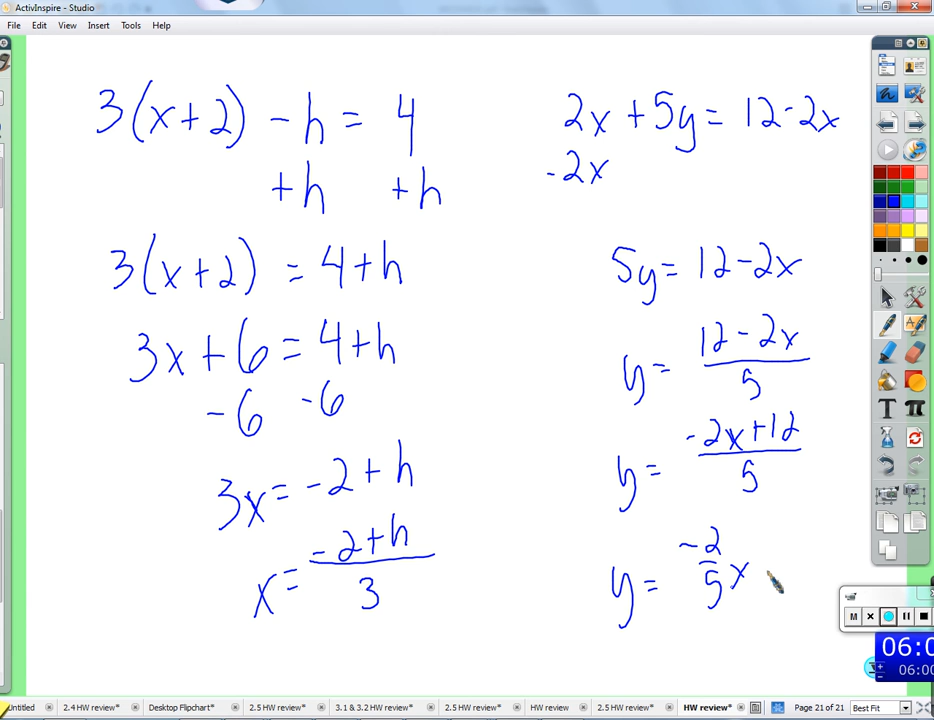 ActivInspire - Studio
File Edit View Insert Tools Help
3(x+2) -h = 4
+h +h
3(x+2) = 4+h
3x+6 = 4+h
-6 -6
3x = -2+h
x = -2+h
3
2x +5y = 12-2x
-2x
5y = 12-2x
y = 12-2x
5
y = -2x+12
5
y = -2
5 x
T π
M
06:0
06:00
Untitled 2.4 HW review* Desktop Flipchart* 2.5 HW review* 3.1 & 3.2 HW review* 2.5 HW review* HW review 2.5 HW review* HW review* Page 21 of 21 Best Fit